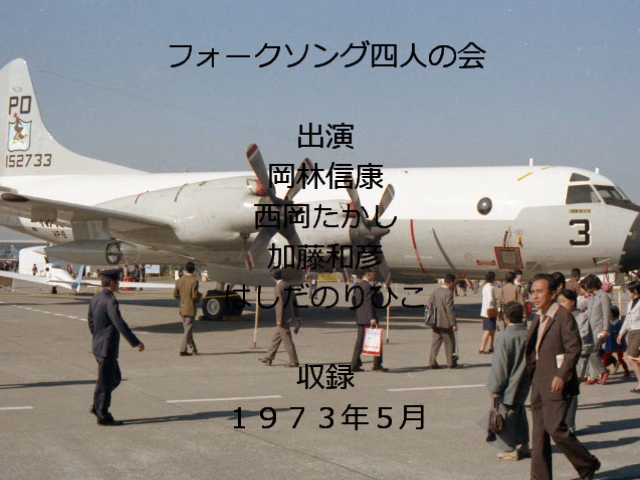 フォークソング四人の会
出演
岡林信康
西岡たかし
加藤和彦
はしだのりひこ
収録
１９７３年５月
PD
152733
3